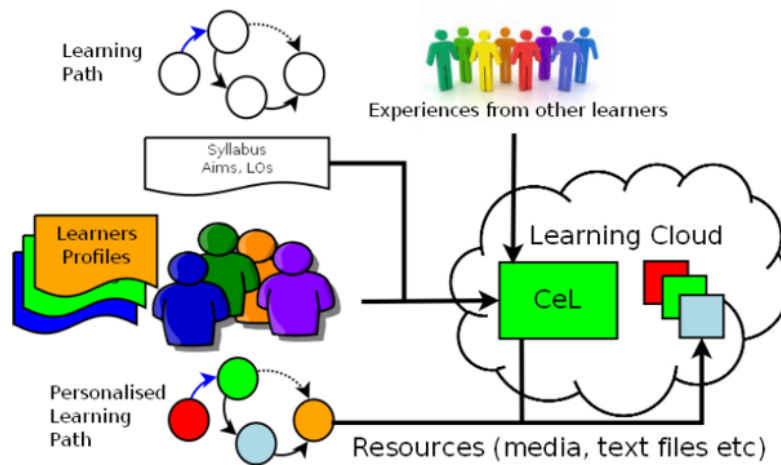 Learning
Path
Experiences from other learners
Syllabus
Aims, LOs
Learners
Profiles
Learning Cloud
CeL
Personalised
Learning
Path
Resources (media, text files etc)